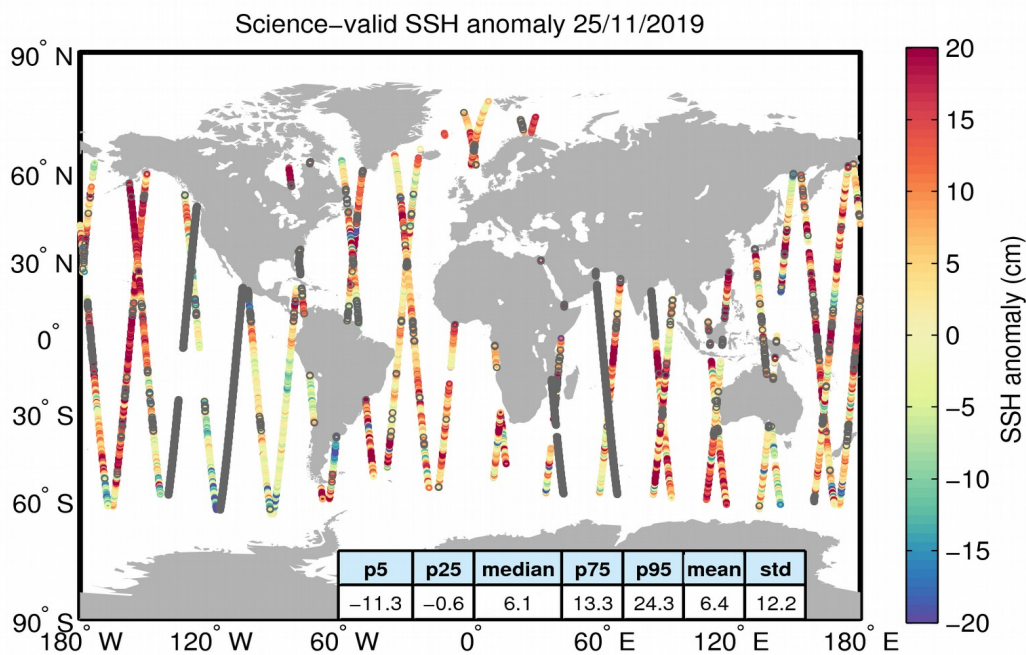 Science−valid SSH anomaly 25/11/2019
90° N
60° N
30° N
0°
30° S
60° S
90° S
180° W 120° W 60° W 0° 60° E 120° E 180° E
p5 p25 median p75 p95 mean std
−11.3 −0.6 6.1 13.3 24.3 6.4 12.2
20
15
10
5
0
−5
−10
−15
−20
SSH anomaly (cm)